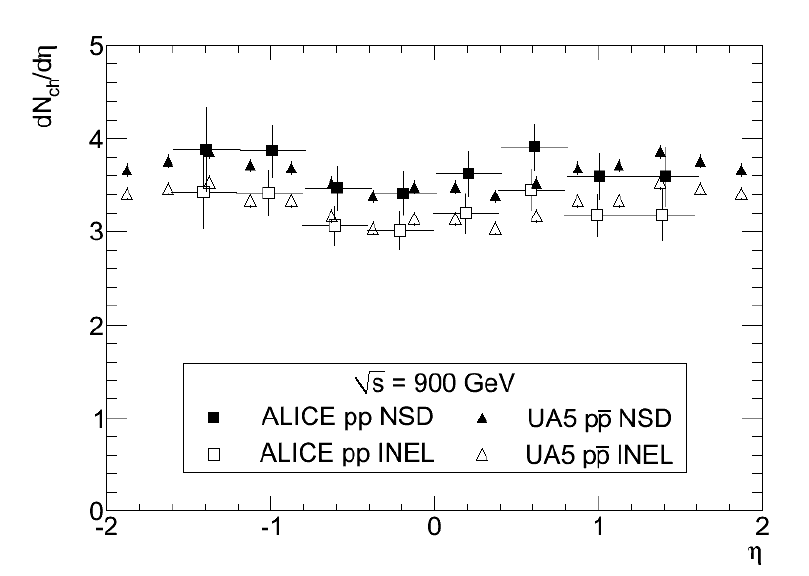 dN_ch/dη
5
4
3
2
1
0
√s = 900 GeV
ALICE pp NSD
UA5 pp̅ NSD
ALICE pp INEL
UA5 pp̅ INEL
-2 -1 0 1 2
η